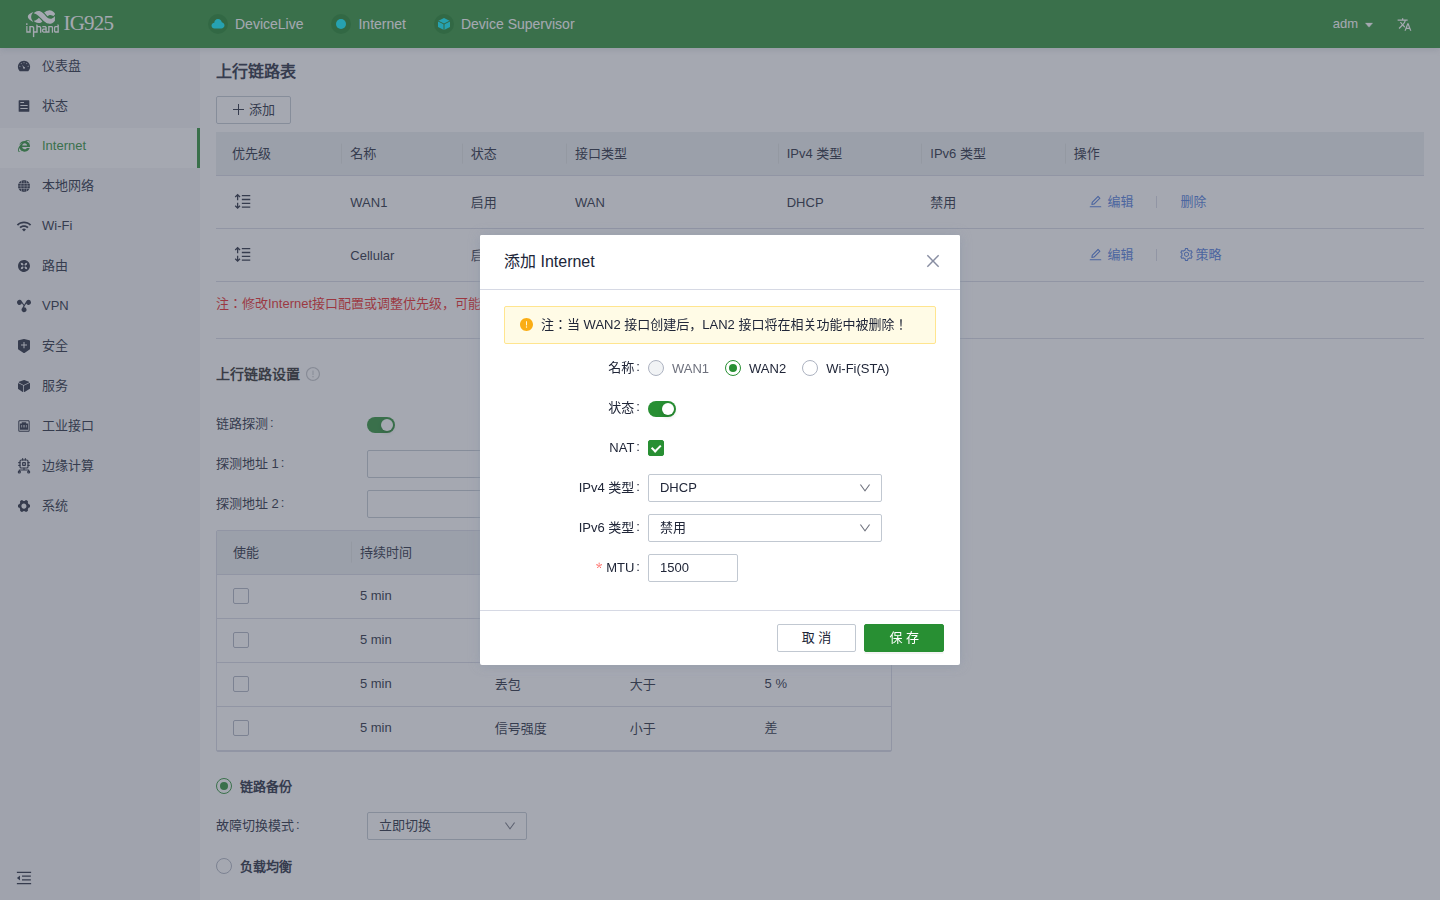 inhand IG925 DeviceLive Internet Device Supervisor adm
仪表盘
状态
Internet
本地网络
Wi-Fi
路由
VPN
安全
服务
工业接口
边缘计算
系统
上行链路表
添加
优先级 名称 状态 接口类型 IPv4 类型 IPv6 类型 操作
WAN1 启用 WAN DHCP 禁用 编辑 删除
Cellular 编辑 策略
注：修改Internet接口配置或调整优先级，可能
上行链路设置
链路探测：
探测地址 1：
探测地址 2：
使能 持续时间
5 min
5 min
5 min 丢包 大于 5 %
5 min 信号强度 小于 差
链路备份
故障切换模式： 立即切换
负载均衡
添加 Internet
注：当 WAN2 接口创建后，LAN2 接口将在相关功能中被删除！
名称： WAN1 WAN2 Wi-Fi(STA)
状态：
NAT：
IPv4 类型： DHCP
IPv6 类型： 禁用
* MTU： 1500
取 消 保 存